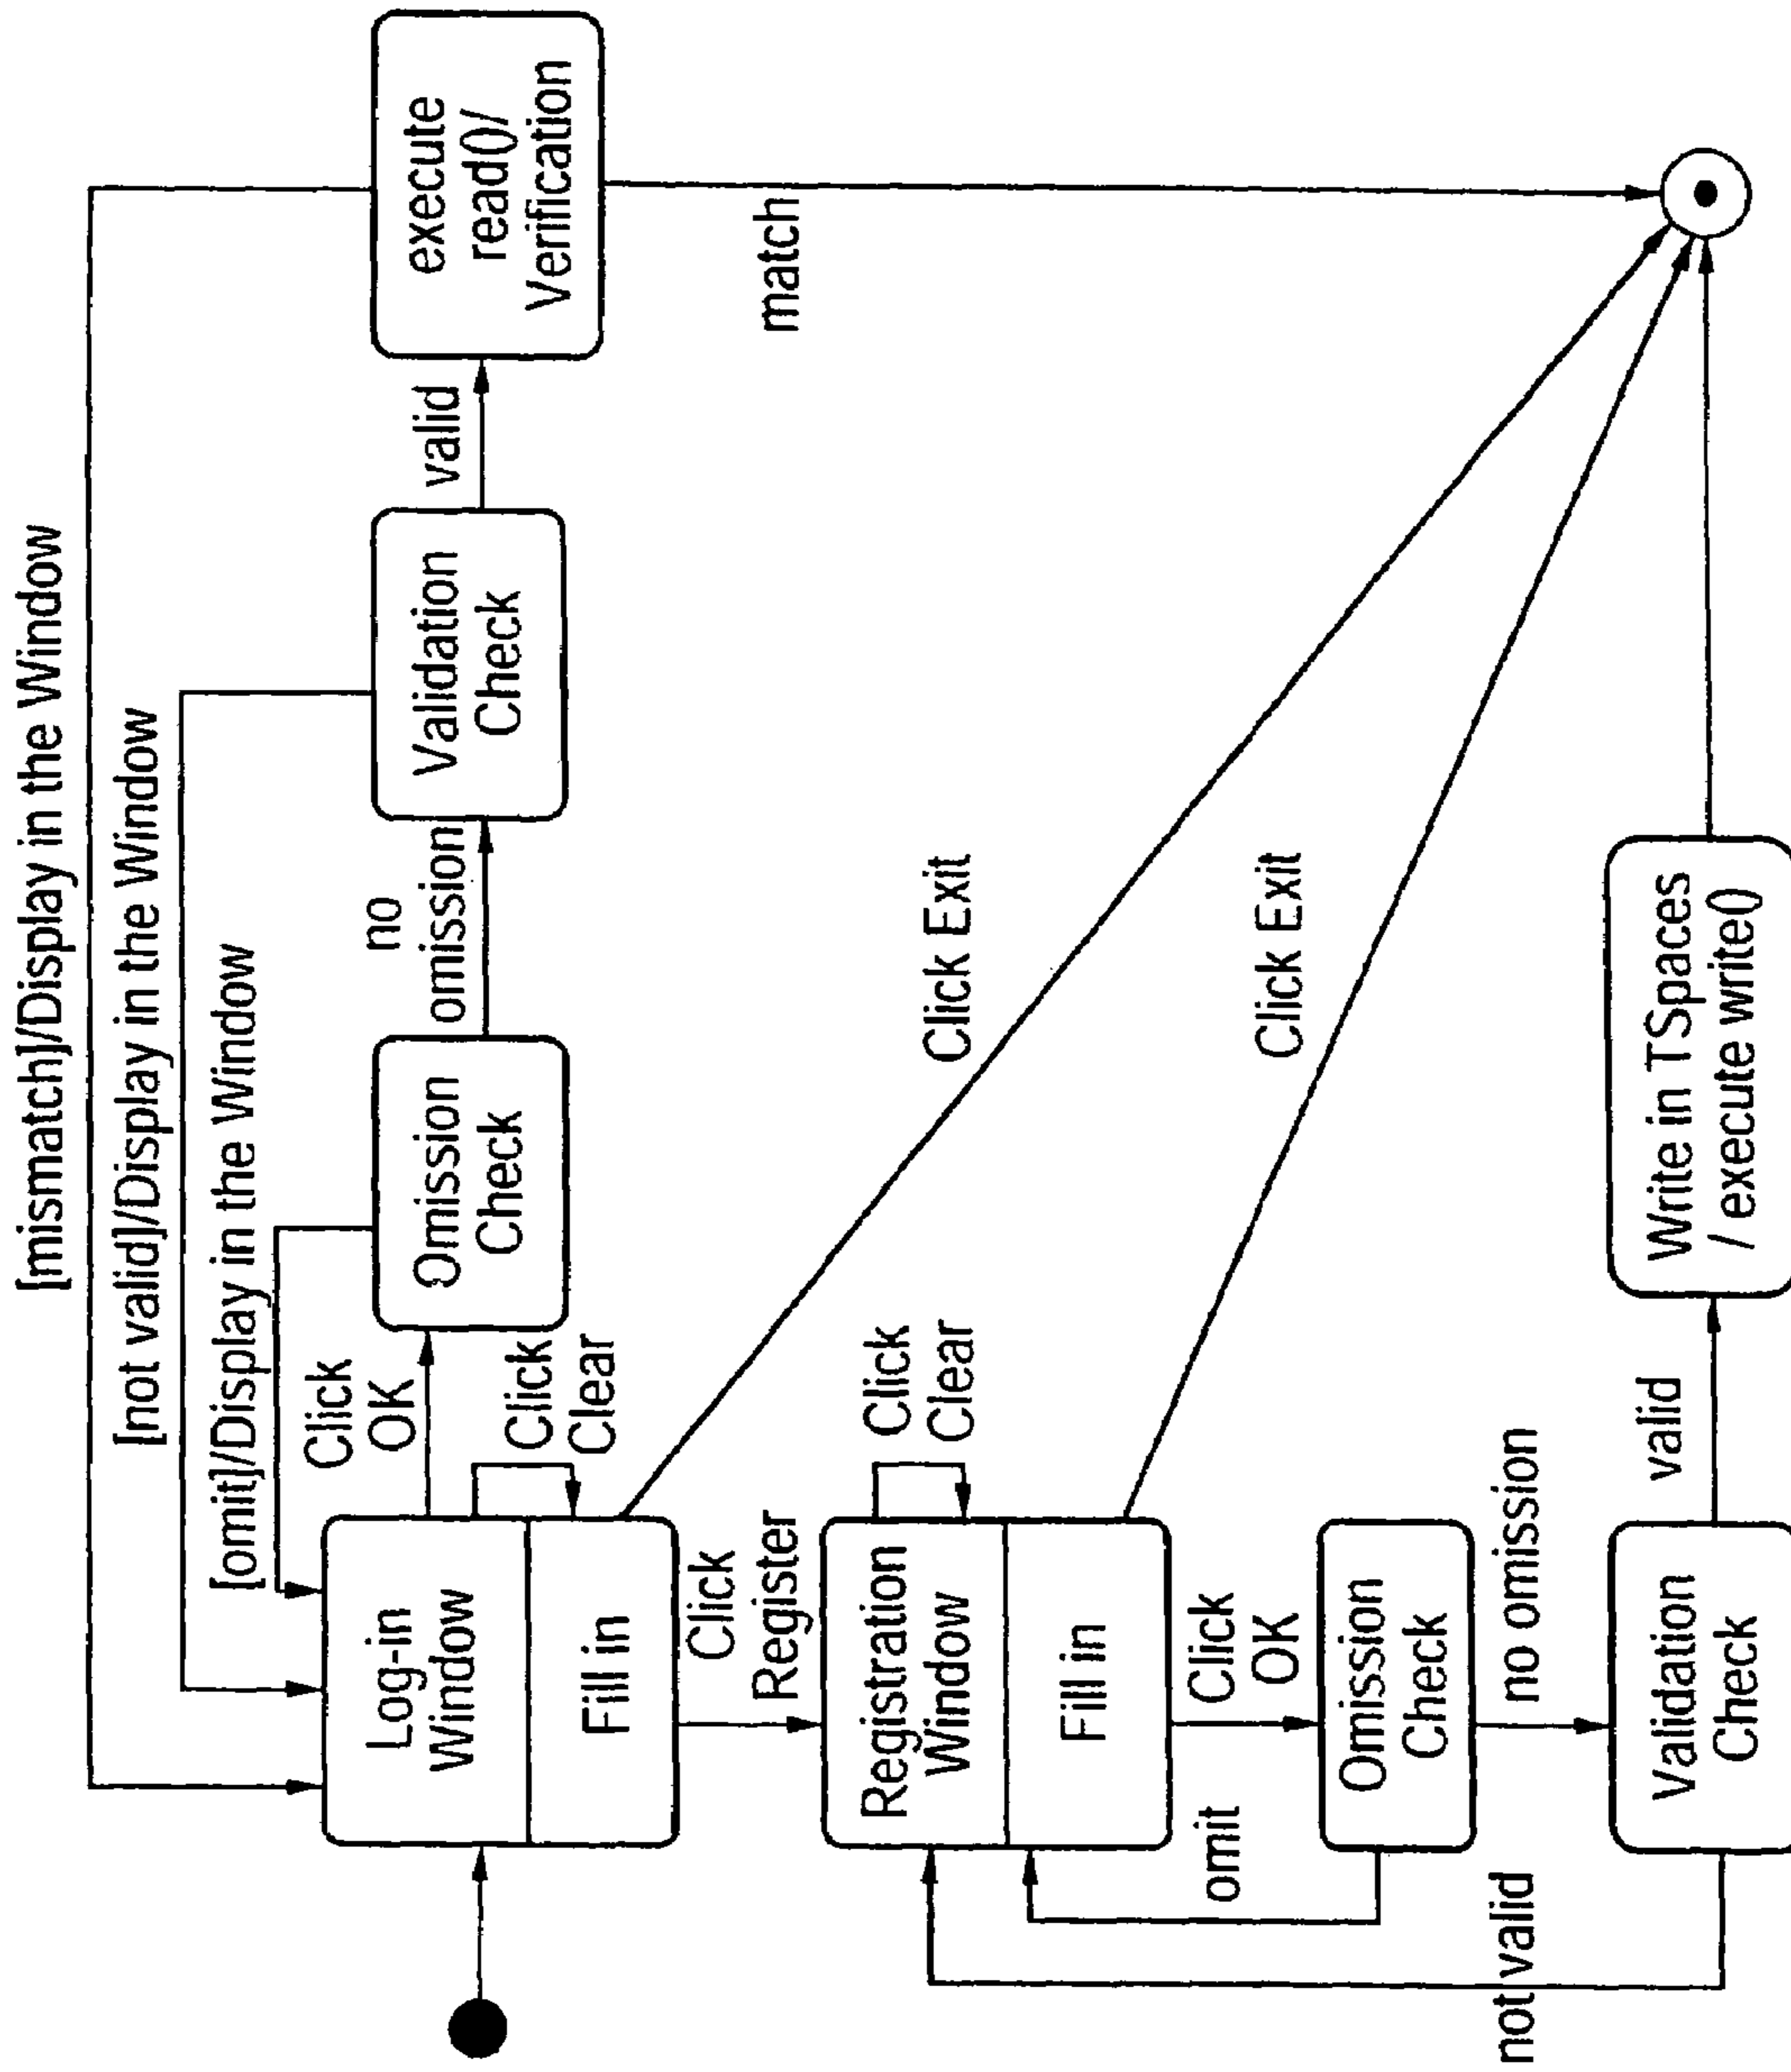 [mismatch]/Display in the Window
[not valid]/Display in the Window
[omit]/Display in the Window
Log-in
Window
Fill in
Click
OK
Click
Clear
Omission
Check
no
omission
Validation
Check
valid
execute
read()/
Verification
match
Click
Register
Registration
Window
Fill in
Click
Clear
Click Exit
Click Exit
Click
OK
omit
Omission
Check
no omission
not valid
Validation
Check
valid
Write in TSpaces
/ execute write()